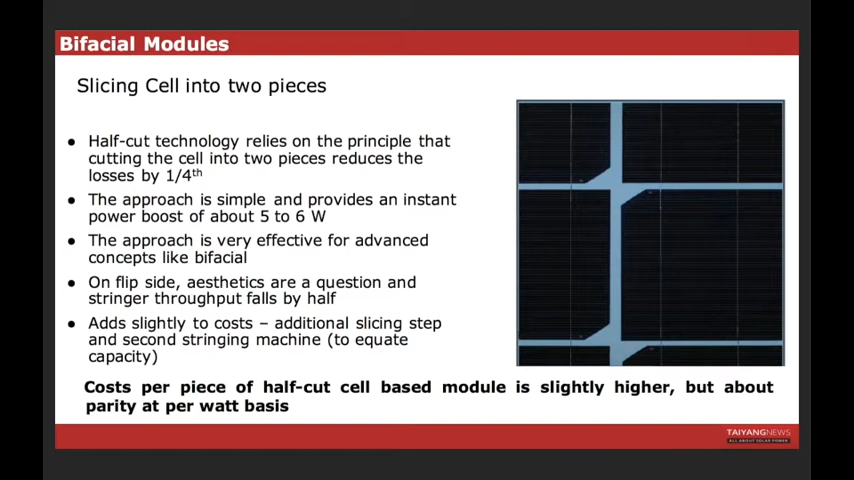 Bifacial Modules
Slicing Cell into two pieces
● Half-cut technology relies on the principle that
cutting the cell into two pieces reduces the
losses by 1/4th
● The approach is simple and provides an instant
power boost of about 5 to 6 W
● The approach is very effective for advanced
concepts like bifacial
● On flip side, aesthetics are a question and
stringer throughput falls by half
● Adds slightly to costs – additional slicing step
and second stringing machine (to equate
capacity)
Costs per piece of half-cut cell based module is slightly higher, but about
parity at per watt basis
TAIYANGNEWS
ALL ABOUT SOLAR POWER